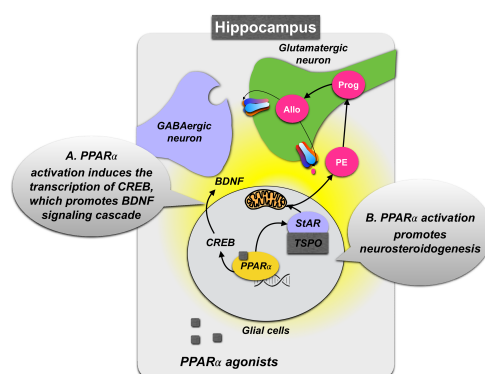 Hippocampus
Glutamatergic
neuron
Prog
Allo
GABAergic
neuron
PE
A. PPARα
activation induces the
transcription of CREB,
which promotes BDNF
signaling cascade
BDNF
StAR
TSPO
CREB
PPARα
B. PPARα activation
promotes
neurosteroidogenesis
Glial cells
PPARα agonists